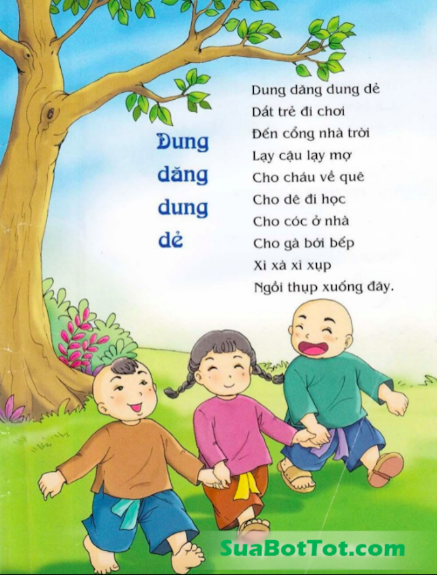 Dung
dăng
dung
dẻ
Dung dăng dung dẻ
Dắt trẻ đi chơi
Đến cổng nhà trời
Lạy cậu lạy mợ
Cho cháu về quê
Cho dê đi học
Cho cóc ở nhà
Cho gà bới bếp
Xì xà xì xụp
Ngồi thụp xuống đây.
SuaBotTot.com